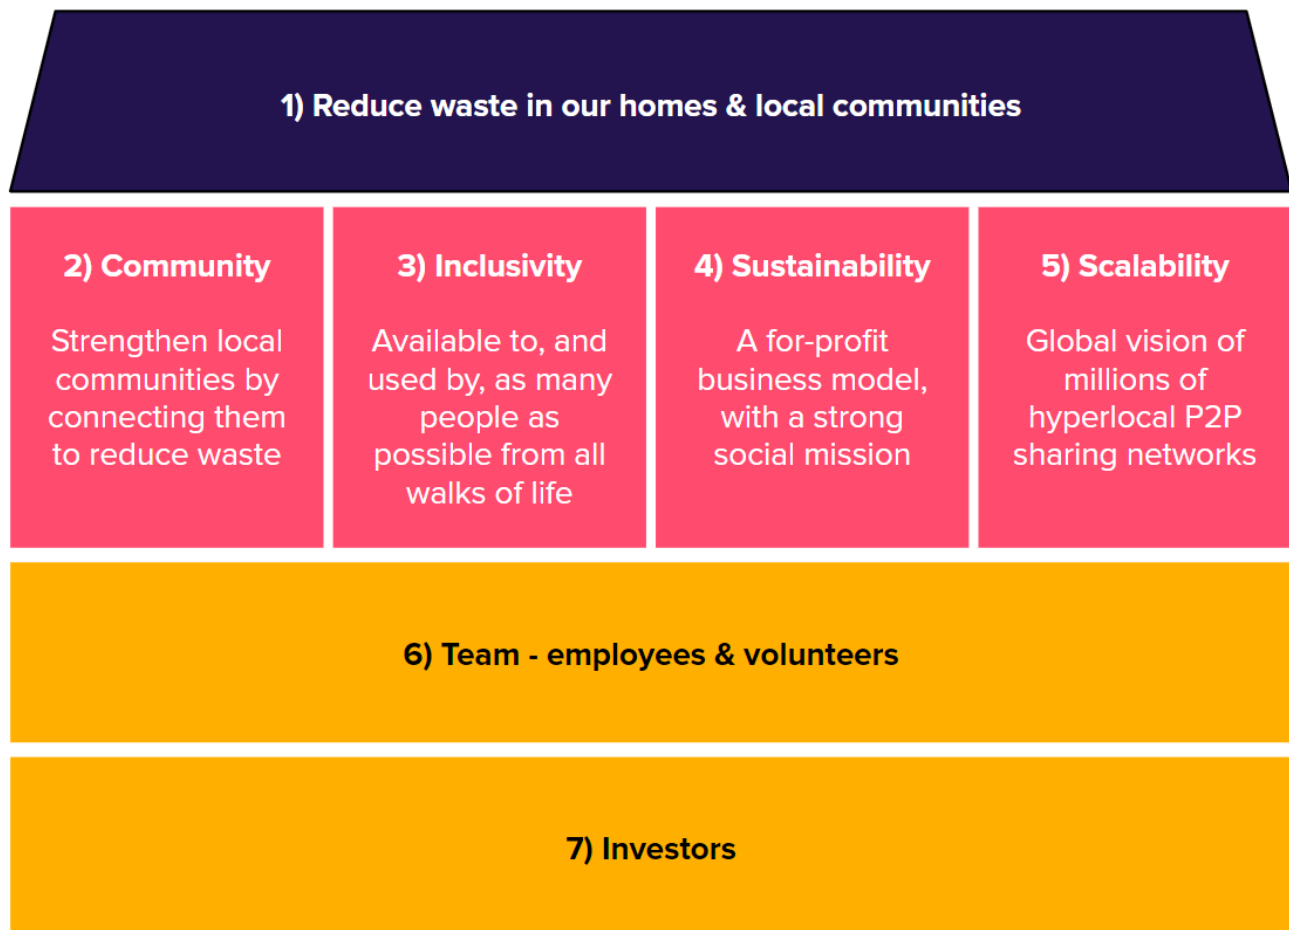 1) Reduce waste in our homes & local communities
2) Community
Strengthen local
communities by
connecting them
to reduce waste
3) Inclusivity
Available to, and
used by, as many
people as
possible from all
walks of life
4) Sustainability
A for-profit
business model,
with a strong
social mission
5) Scalability
Global vision of
millions of
hyperlocal P2P
sharing networks
6) Team - employees & volunteers
7) Investors